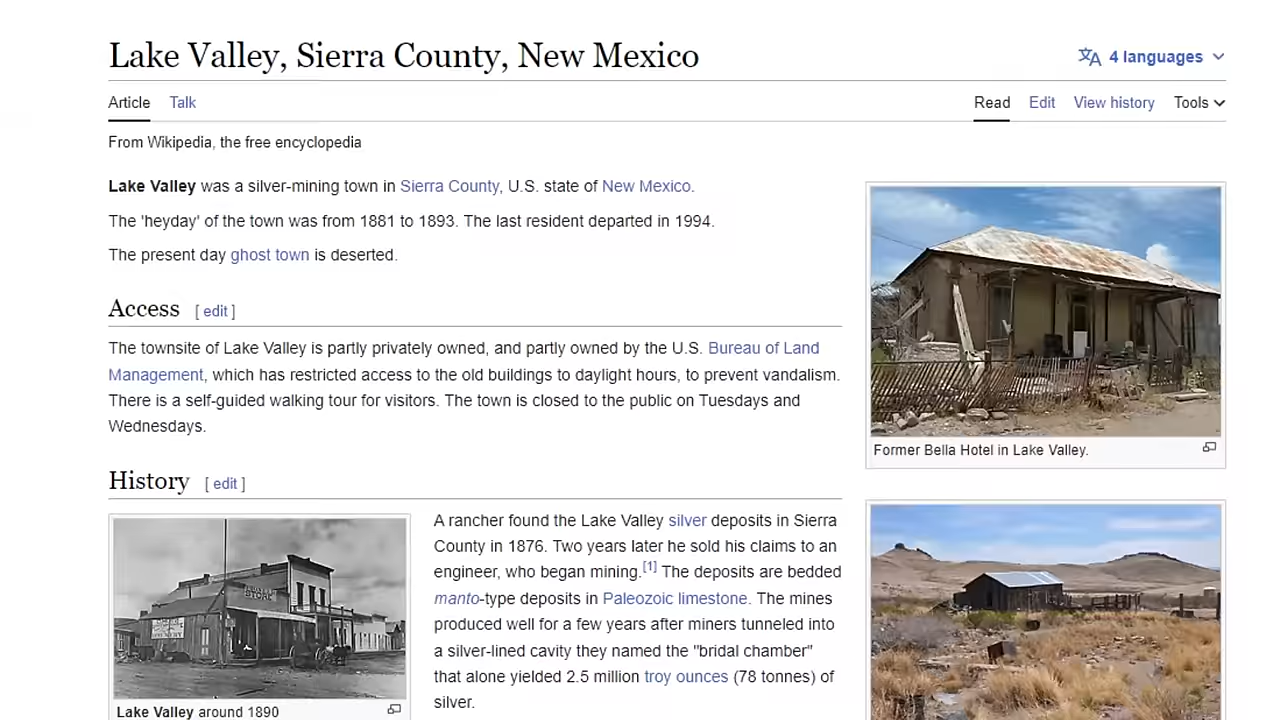 Lake Valley, Sierra County, New Mexico
4 languages
Article Talk
Read Edit View history Tools
From Wikipedia, the free encyclopedia
Lake Valley was a silver-mining town in Sierra County, U.S. state of New Mexico.
The 'heyday' of the town was from 1881 to 1893. The last resident departed in 1994.
The present day ghost town is deserted.
Former Bella Hotel in Lake Valley.
Access [ edit ]
The townsite of Lake Valley is partly privately owned, and partly owned by the U.S. Bureau of Land
Management, which has restricted access to the old buildings to daylight hours, to prevent vandalism.
There is a self-guided walking tour for visitors. The town is closed to the public on Tuesdays and
Wednesdays.
History [ edit ]
Lake Valley around 1890
A rancher found the Lake Valley silver deposits in Sierra
County in 1876. Two years later he sold his claims to an
engineer, who began mining.[1] The deposits are bedded
manto-type deposits in Paleozoic limestone. The mines
produced well for a few years after miners tunneled into
a silver-lined cavity they named the "bridal chamber"
that alone yielded 2.5 million troy ounces (78 tonnes) of
silver.